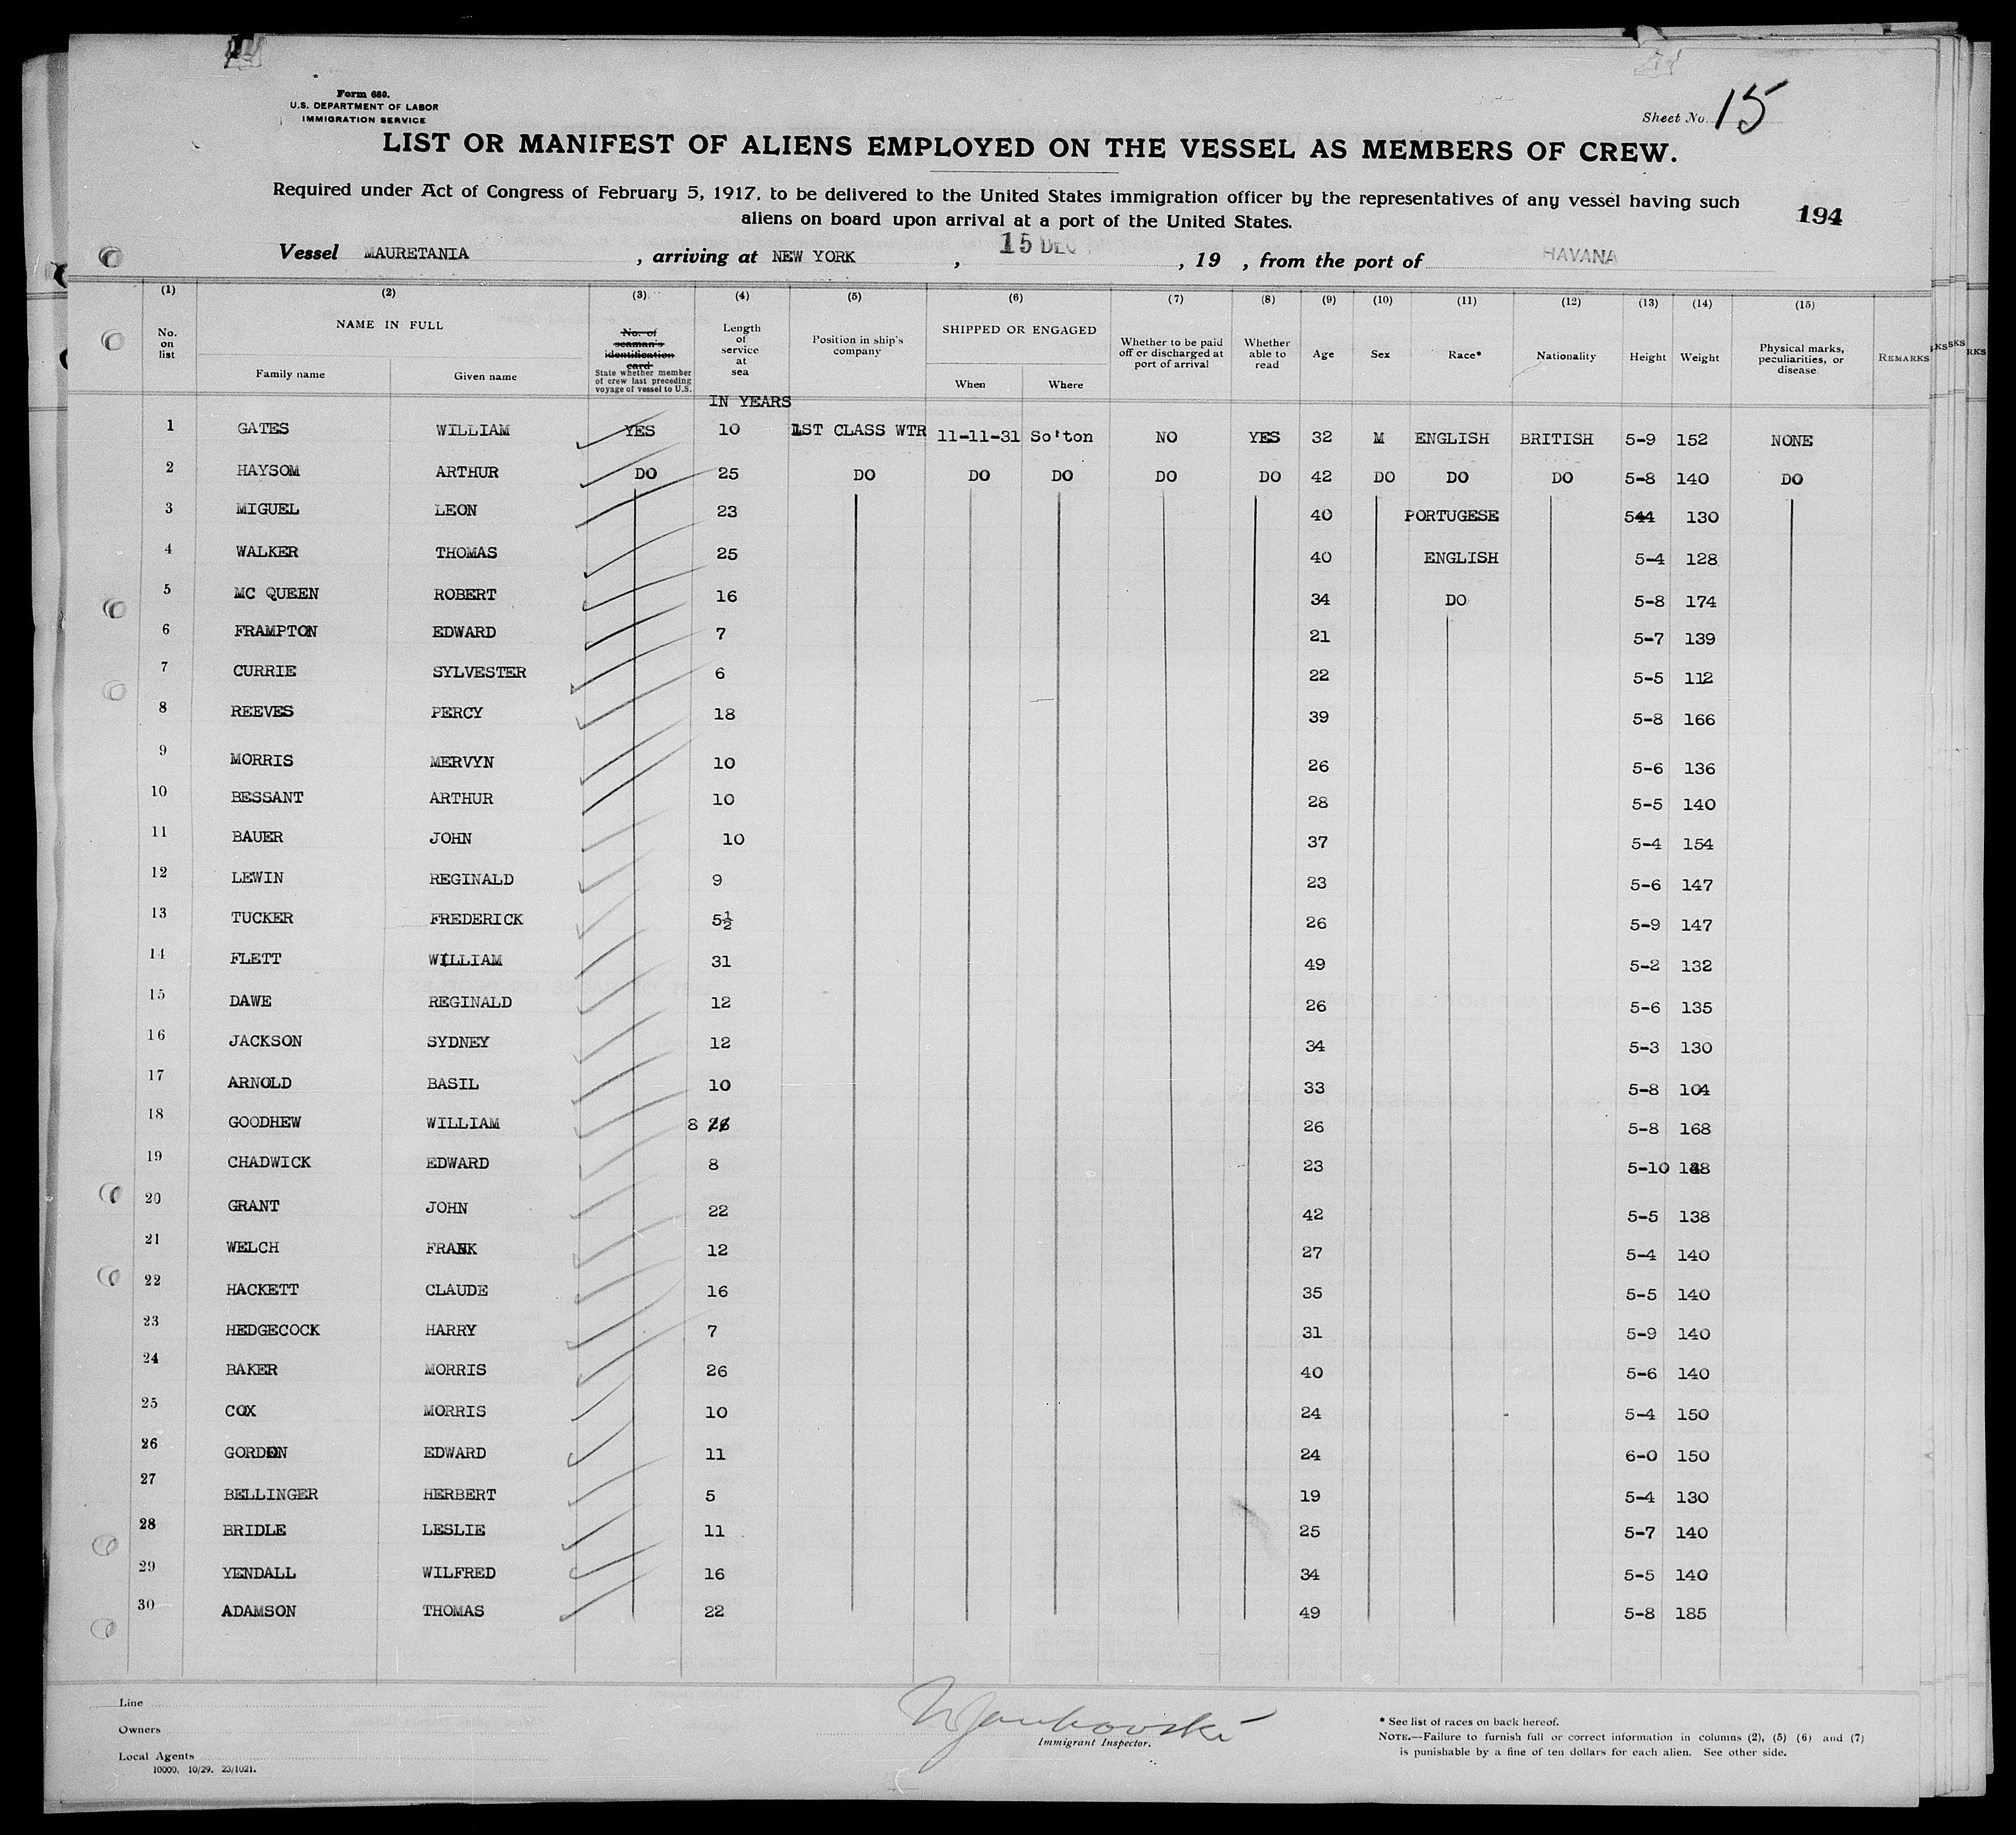 Form 680.
U.S. DEPARTMENT OF LABOR
IMMIGRATION SERVICE
Sheet No. 15
LIST OR MANIFEST OF ALIENS EMPLOYED ON THE VESSEL AS MEMBERS OF CREW.
Required under Act of Congress of February 5, 1917, to be delivered to the United States immigration officer by the representatives of any vessel having such
aliens on board upon arrival at a port of the United States.
194
Vessel MAURETANIA , arriving at NEW YORK , 15 DEC , 19 , from the port of HAVANA
(1) (2) (3) (4) (5) (6) (7) (8) (9) (10) (11) (12) (13) (14) (15)
No. on list NAME IN FULL Family name Given name No. of seaman's identification card State whether member of crew last preceding voyage of vessel to U.S. Length of service at sea Position in ship's company SHIPPED OR ENGAGED When Where Whether to be paid off or discharged at port of arrival Whether able to read Age Sex Race* Nationality Height Weight Physical marks, peculiarities, or disease REMARKS
IN YEARS
1 GATES WILLIAM YES 10 1ST CLASS WTR 11-11-31 So'ton NO YES 32 M ENGLISH BRITISH 5-9 152 NONE
2 HAYSOM ARTHUR DO 25 DO DO DO DO DO 42 DO DO DO 5-8 140 DO
3 MIGUEL LEON 23 40 PORTUGESE 544 130
4 WALKER THOMAS 25 40 ENGLISH 5-4 128
5 MC QUEEN ROBERT 16 34 DO 5-8 174
6 FRAMPTON EDWARD 7 21 5-7 139
7 CURRIE SYLVESTER 6 22 5-5 112
8 REEVES PERCY 18 39 5-8 166
9 MORRIS MERVYN 10 26 5-6 136
10 BESSANT ARTHUR 10 28 5-5 140
11 BAUER JOHN 10 37 5-4 154
12 LEWIN REGINALD 9 23 5-6 147
13 TUCKER FREDERICK 5½ 26 5-9 147
14 FLETT WILLIAM 31 49 5-2 132
15 DAWE REGINALD 12 26 5-6 135
16 JACKSON SYDNEY 12 34 5-3 130
17 ARNOLD BASIL 10 33 5-8 104
18 GOODHEW WILLIAM 8 26 26 5-8 168
19 CHADWICK EDWARD 8 23 5-10
20 GRANT JOHN 22 42 5-5 138
21 WELCH FRANK 12 27 5-4 140
22 HACKETT CLAUDE 16 35 5-5 140
23 HEDGECOCK HARRY 7 31 5-9 140
24 BAKER MORRIS 26 40 5-6 140
25 COX MORRIS 10 24 5-4 150
26 GORDON EDWARD 11 24 6-0 150
27 BELLINGER HERBERT 5 19 5-4 130
28 BRIDLE LESLIE 11 25 5-7 140
29 YENDALL WILFRED 16 34 5-5 140
30 ADAMSON THOMAS 22 49 5-8 185
Line
Owners
Local Agents
10000, 10/29, 23/1021.
Immigrant Inspector.
* See list of races on back hereof.
NOTE.—Failure to furnish full or correct information in columns (2), (5) (6) and (7)
is punishable by a fine of ten dollars for each alien. See other side.